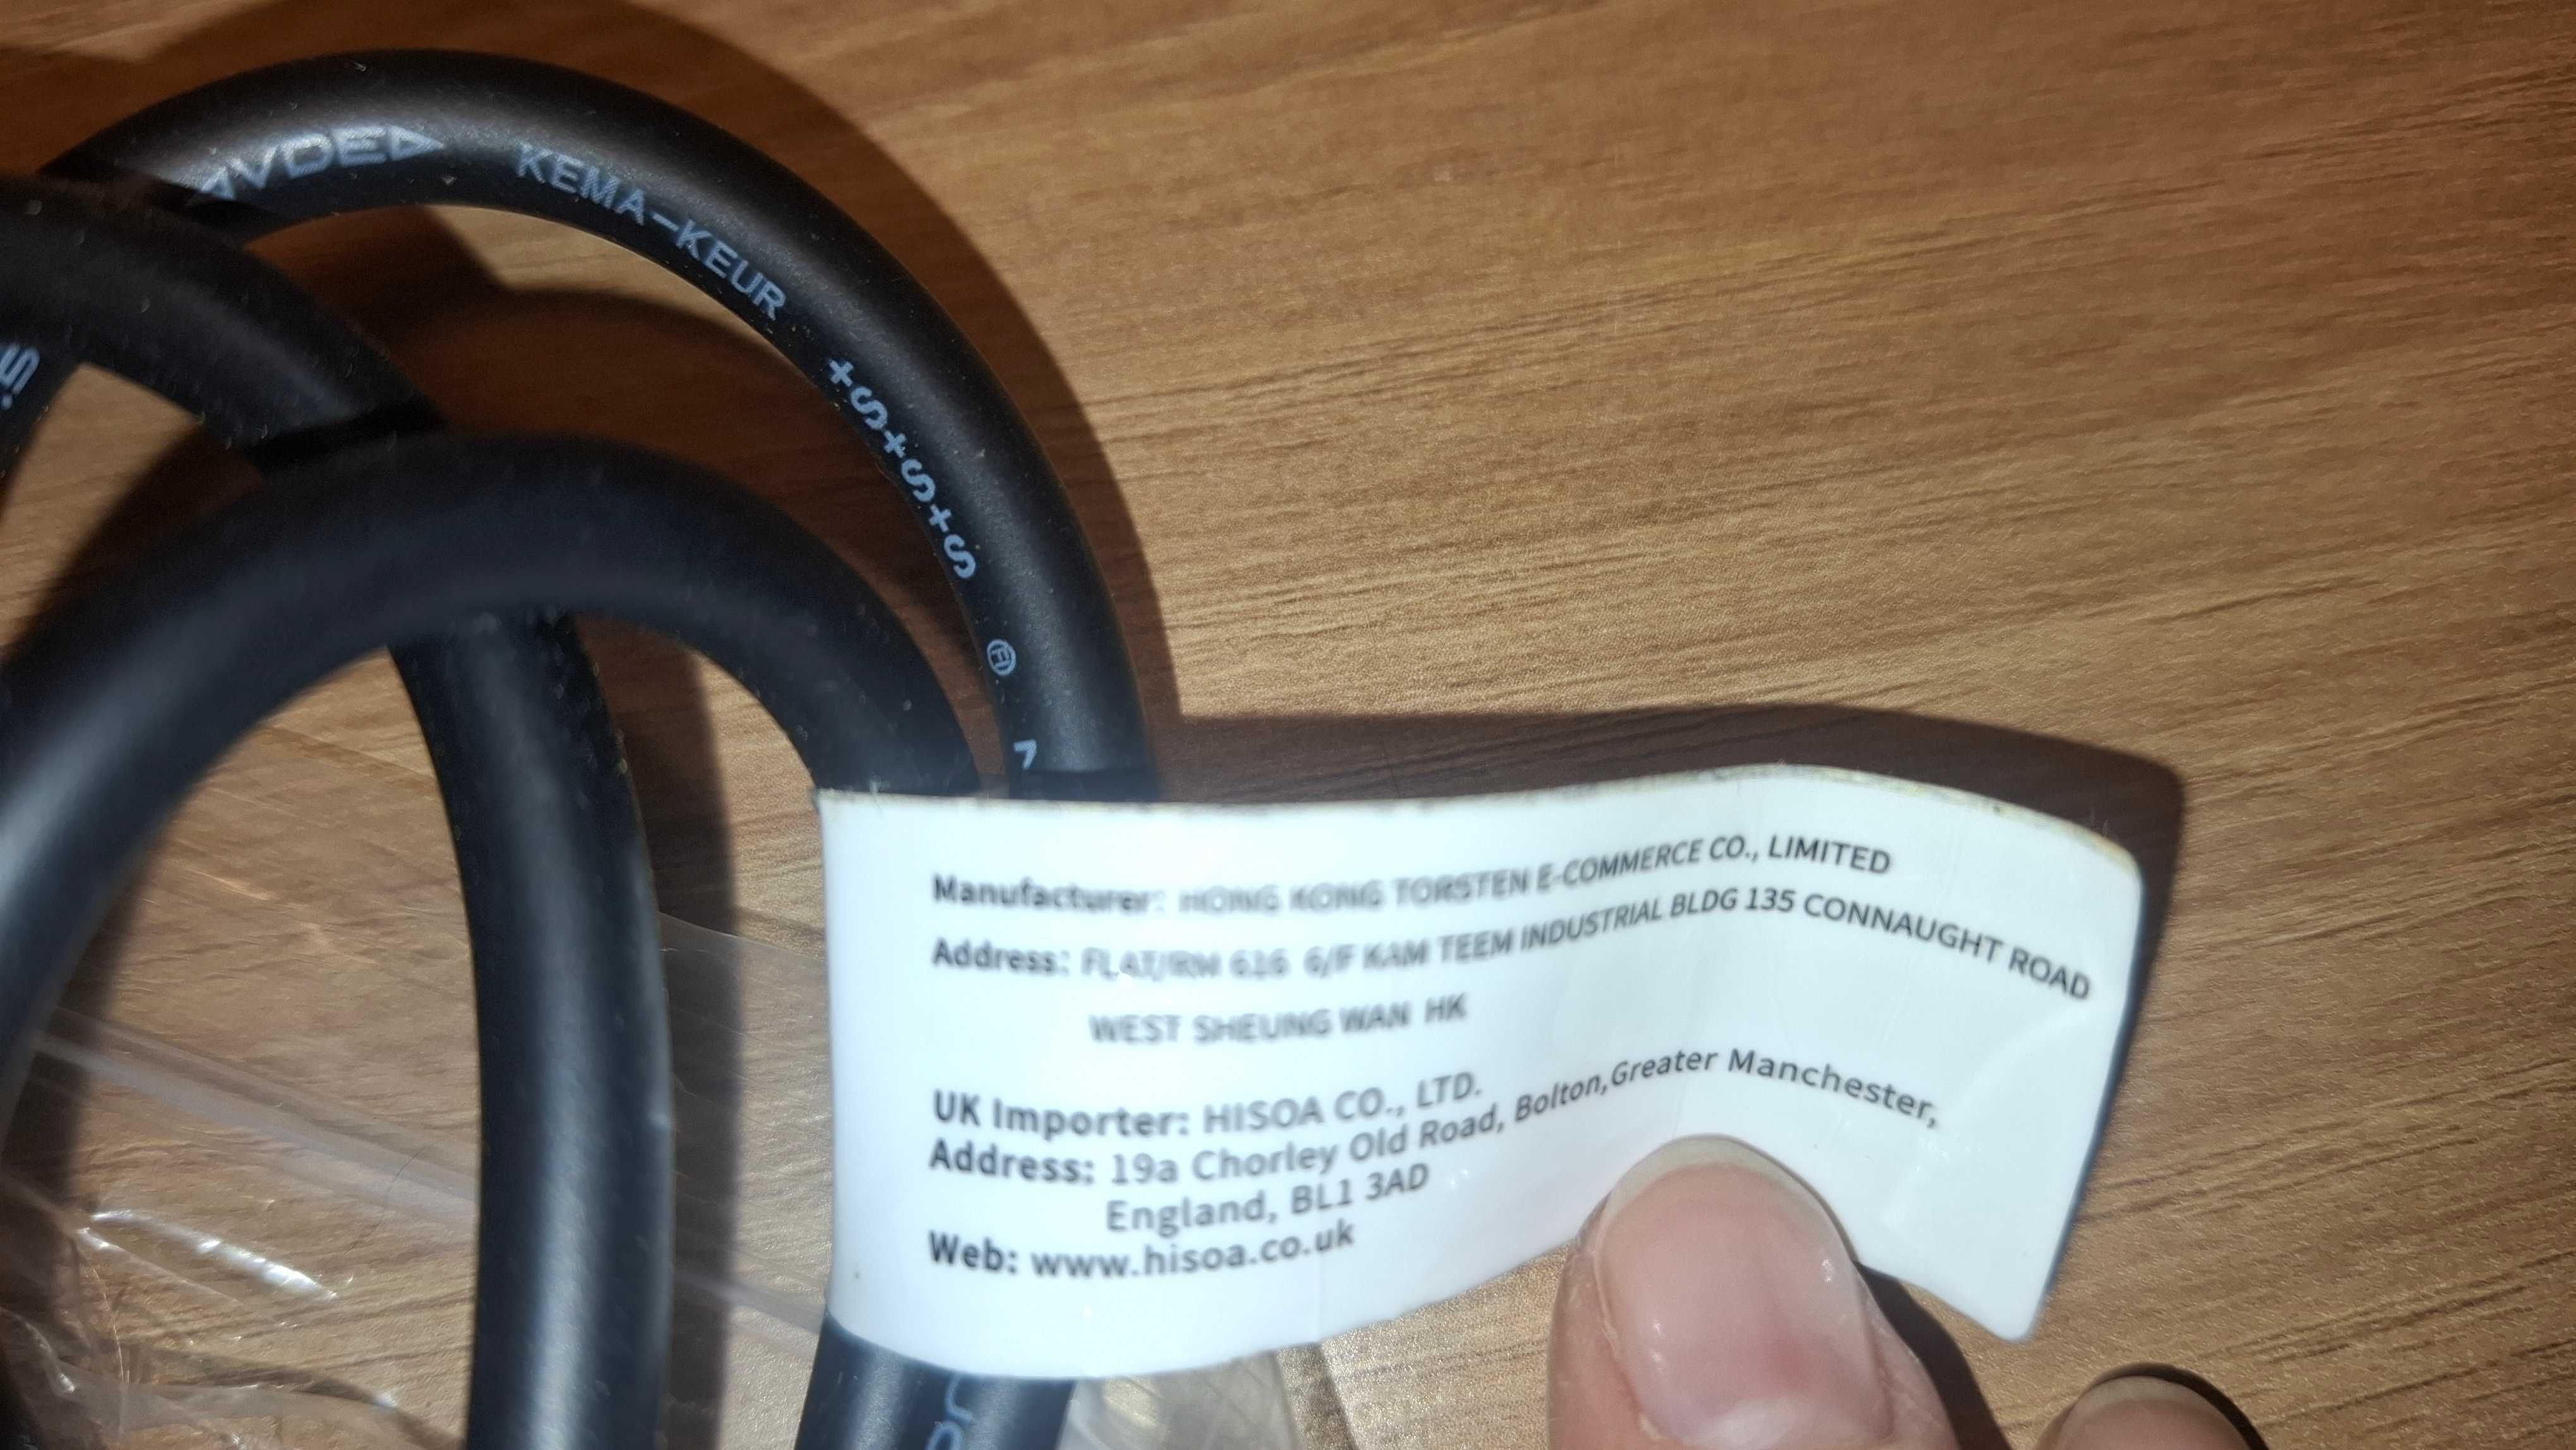 VDE
KEMA-KEUR
+S+S+S
Manufacturer: HONG KONG TORSTEN E-COMMERCE CO., LIMITED
Address: FLAT/RM 616 6/F KAM TEEM INDUSTRIAL BLDG 135 CONNAUGHT ROAD
WEST SHEUNG WAN HK
UK Importer: HISOA CO., LTD.
Address: 19a Chorley Old Road, Bolton,Greater Manchester,
England, BL1 3AD
Web: www.hisoa.co.uk